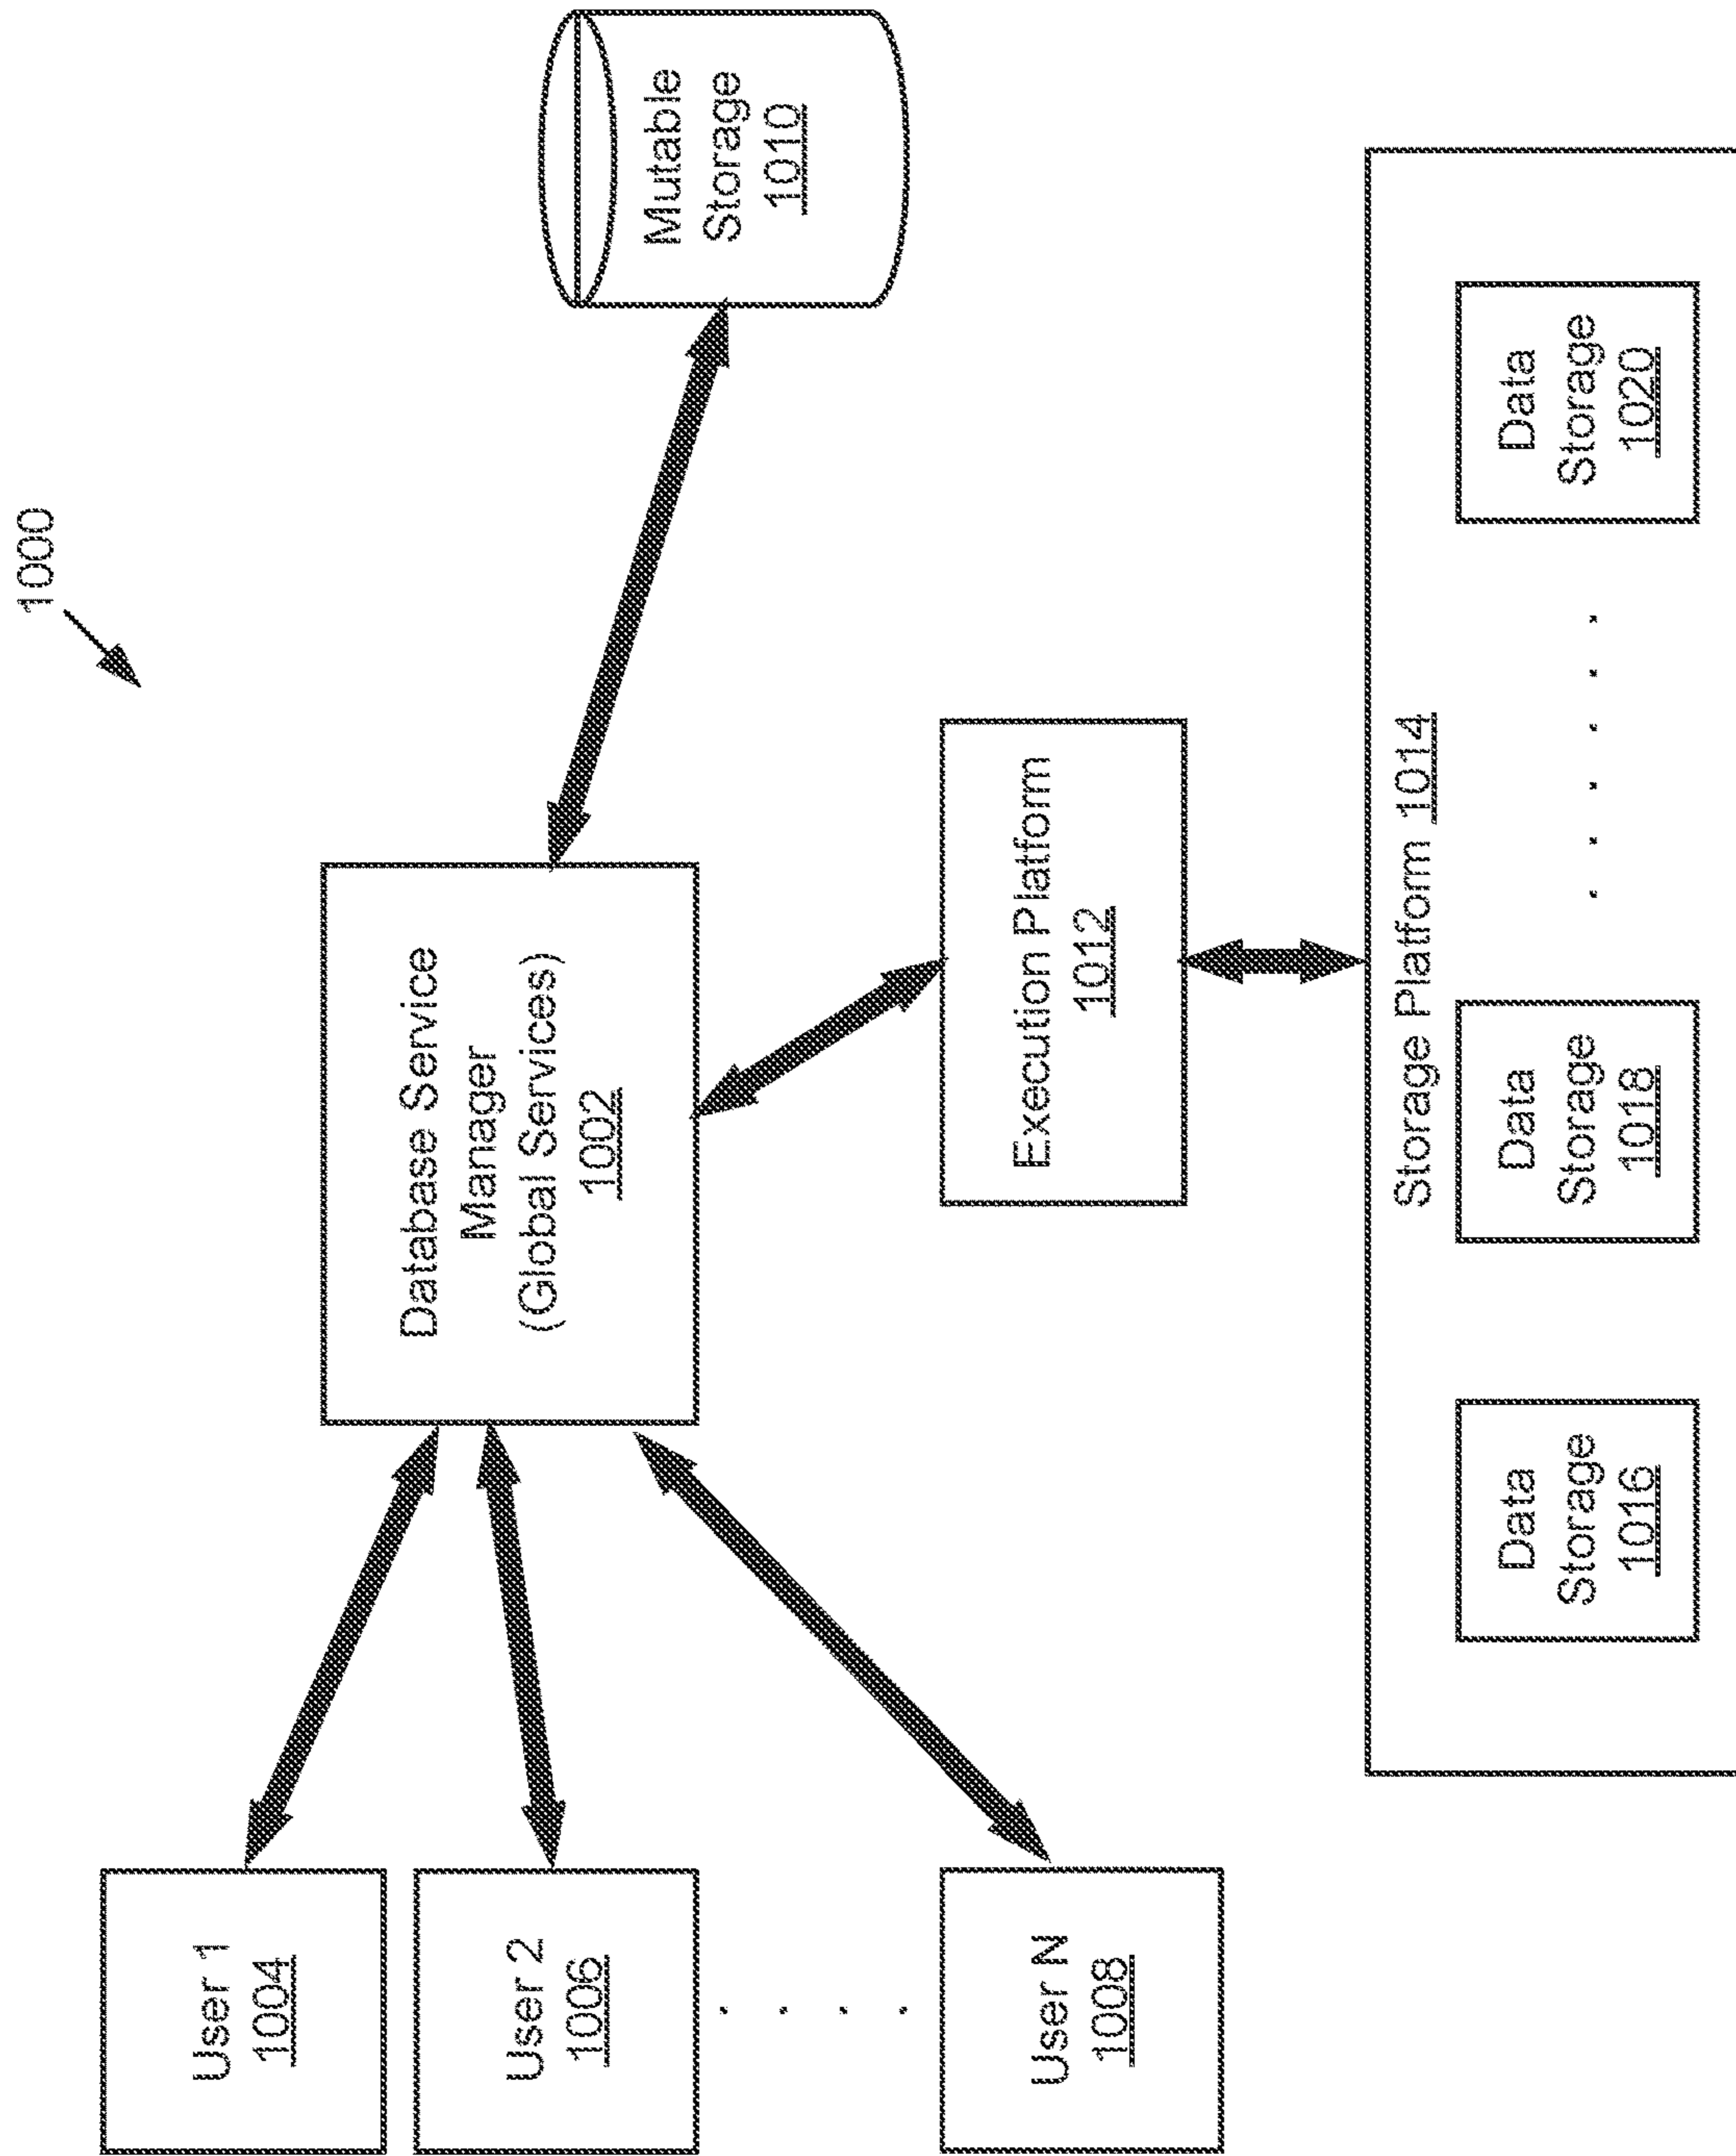 1000
User 1
1004
User 2
1006
User N
1008
Database Service
Manager
(Global Services)
1002
Mutable
Storage
1010
Execution Platform
1012
Storage Platform 1014
Data
Storage
1016
Data
Storage
1018
Data
Storage
1020